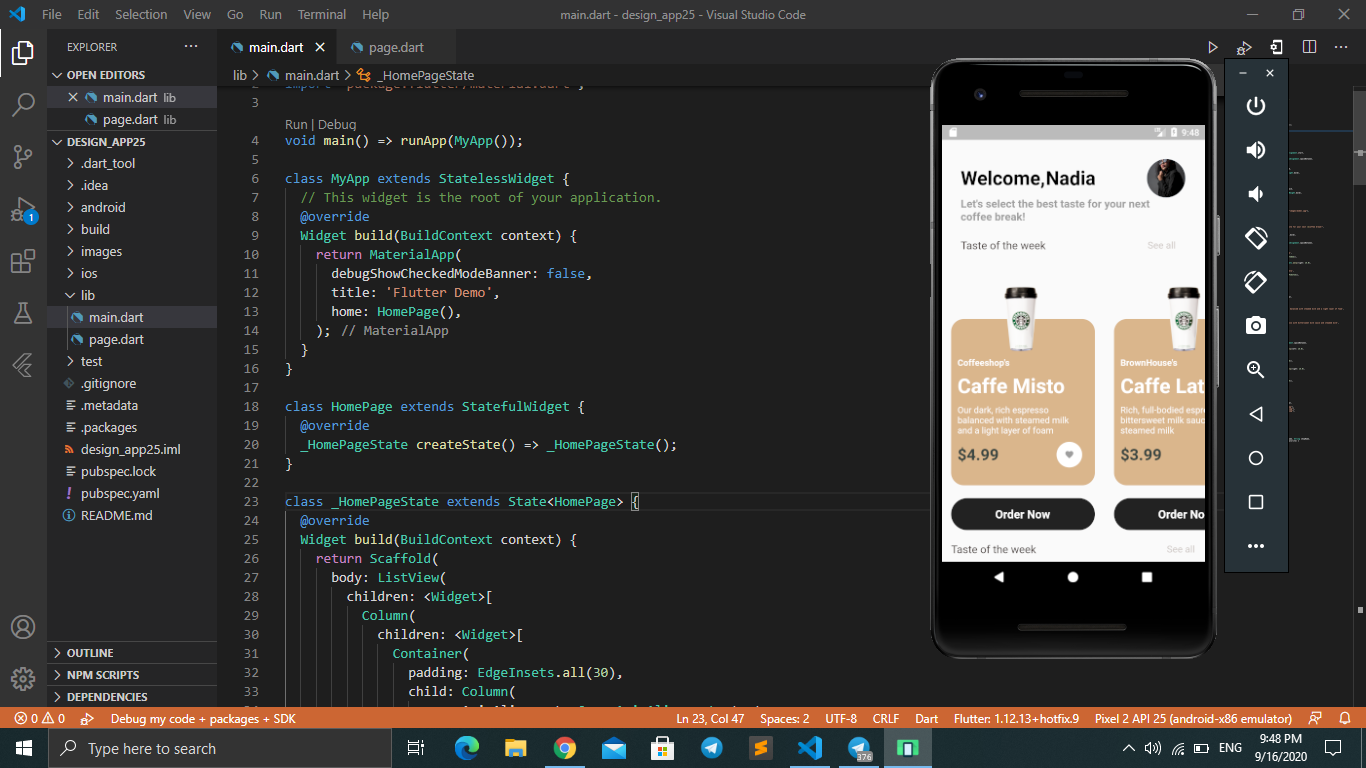 File Edit Selection View Go Run Terminal Help
main.dart - design_app25 - Visual Studio Code
EXPLORER
OPEN EDITORS
main.dart lib
page.dart lib
DESIGN_APP25
.dart_tool
.idea
android
build
images
ios
lib
main.dart
page.dart
test
.gitignore
.metadata
.packages
design_app25.iml
pubspec.lock
pubspec.yaml
README.md
OUTLINE
NPM SCRIPTS
DEPENDENCIES
1
main.dart
page.dart
lib > main.dart > _HomePageState
3
Run | Debug
4 void main() => runApp(MyApp());
5
6 class MyApp extends StatelessWidget {
7 // This widget is the root of your application.
8 @override
9 Widget build(BuildContext context) {
10 return MaterialApp(
11 debugShowCheckedModeBanner: false,
12 title: 'Flutter Demo',
13 home: HomePage(),
14 ); // MaterialApp
15 }
16 }
17
18 class HomePage extends StatefulWidget {
19 @override
20 _HomePageState createState() => _HomePageState();
21 }
22
23 class _HomePageState extends State<HomePage> {
24 @override
25 Widget build(BuildContext context) {
26 return Scaffold(
27 body: ListView(
28 children: <Widget>[
29 Column(
30 children: <Widget>[
31 Container(
32 padding: EdgeInsets.all(30),
33 child: Column(
9:48
Welcome,Nadia
Let's select the best taste for your next
coffee break!
Taste of the week See all
Coffeeshop's
Caffe Misto
Our dark, rich espresso
balanced with steamed milk
and a light layer of foam
$4.99
Order Now
BrownHouse's
Caffe Lat
Rich, full-bodied espr
bittersweet milk sauc
steamed milk
$3.99
Order No
Taste of the week See all
0 0 Debug my code + packages + SDK
Ln 23, Col 47 Spaces: 2 UTF-8 CRLF Dart Flutter: 1.12.13+hotfix.9 Pixel 2 API 25 (android-x86 emulator)
Type here to search
376
ENG
9:48 PM
9/16/2020